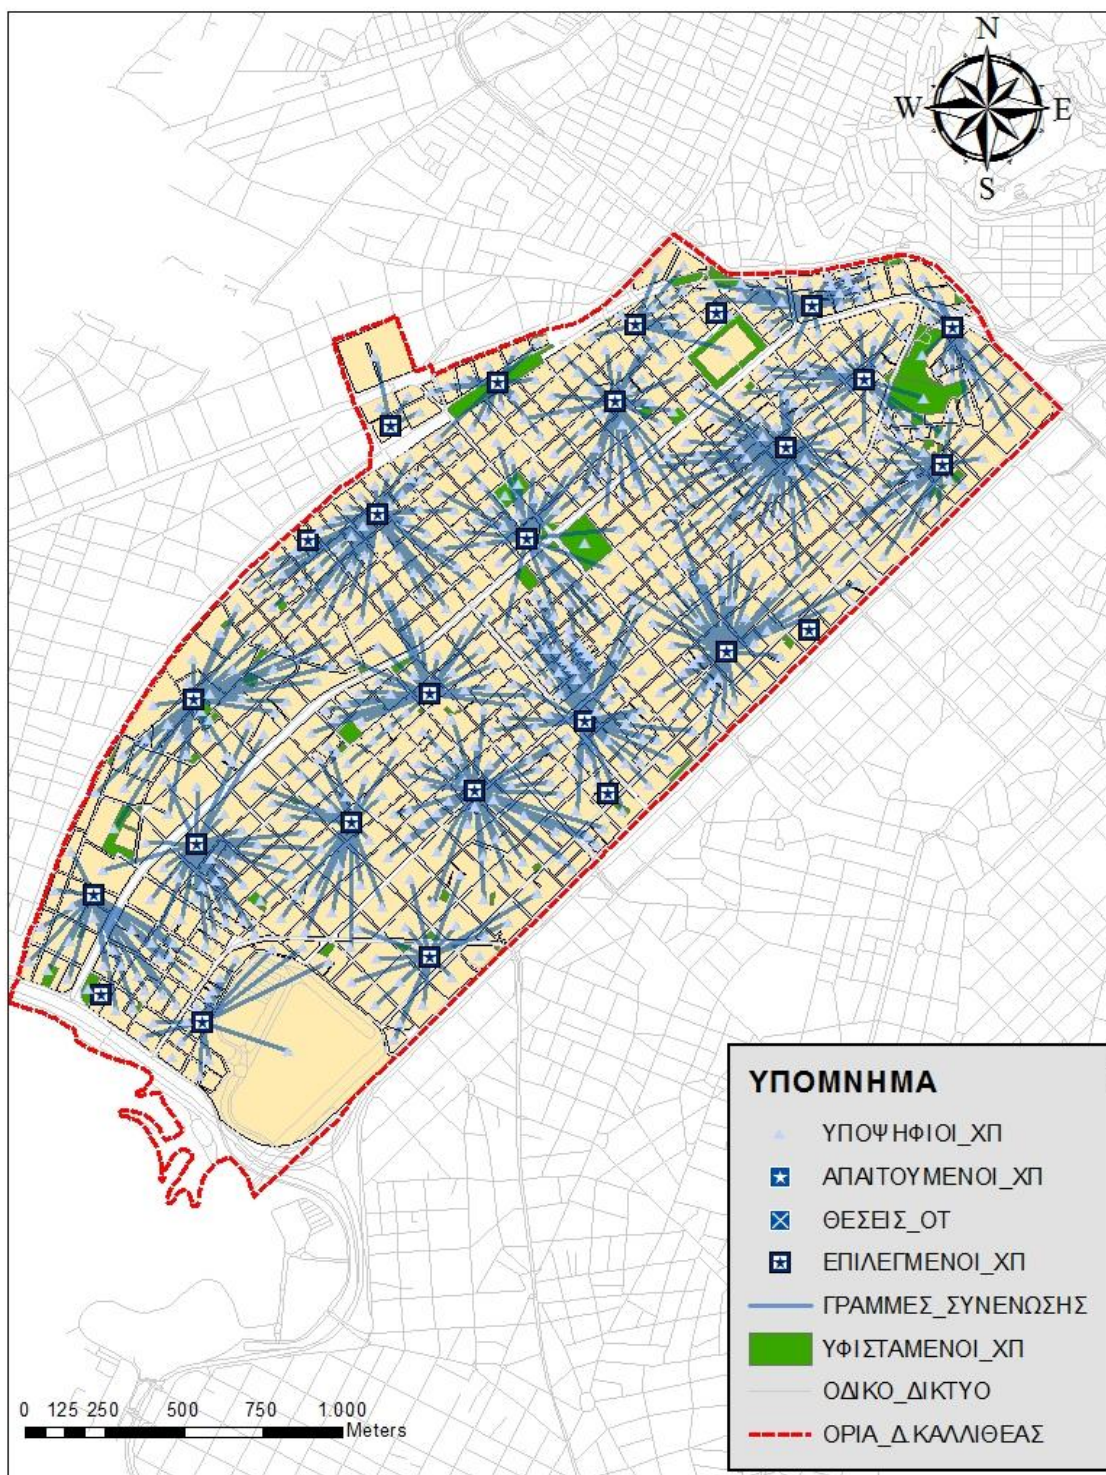 N
W E
S
ΥΠΟΜΝΗΜΑ
ΥΠΟΨΗΦΙΟΙ_ΧΠ
ΑΠΑΙΤΟΥΜΕΝΟΙ_ΧΠ
ΘΕΣΕΙΣ_ΟΤ
ΕΠΙΛΕΓΜΕΝΟΙ_ΧΠ
ΓΡΑΜΜΕΣ_ΣΥΝΕΝΩΣΗΣ
ΥΦΙΣΤΑΜΕΝΟΙ_ΧΠ
ΟΔΙΚΟ_ΔΙΚΤΥΟ
ΟΡΙΑ_Δ.ΚΑΛΛΙΘΕΑΣ
0 125 250 500 750 1.000
Meters